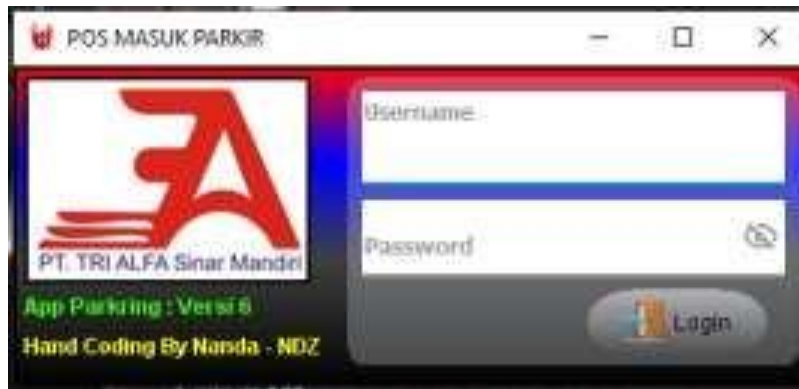 POS MASUK PARKIR
Username
Password
PT. TRI ALFA Sinar Mandiri
App Parkring : Versi 6
Hand Coding By Nanda - NDZ
Login